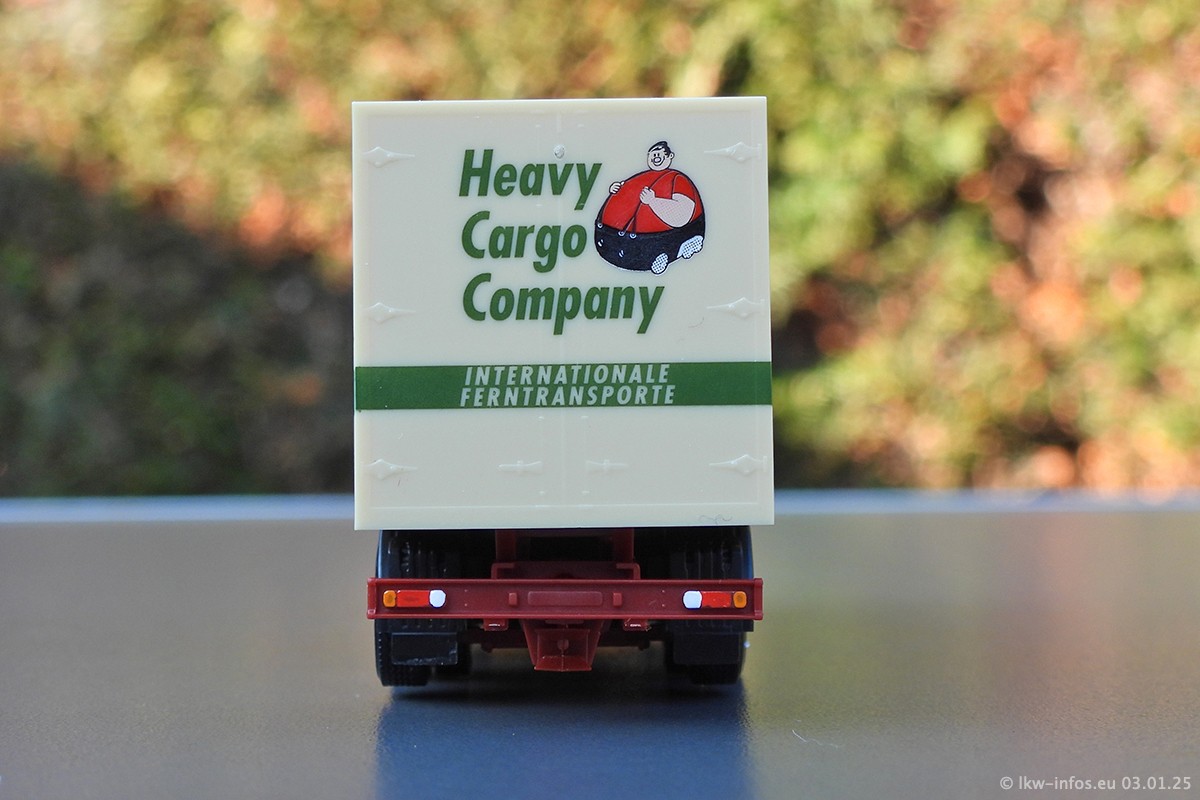 Heavy
Cargo
Company
INTERNATIONALE
FERNTRANSPORTE
© lkw-infos.eu 03.01.25